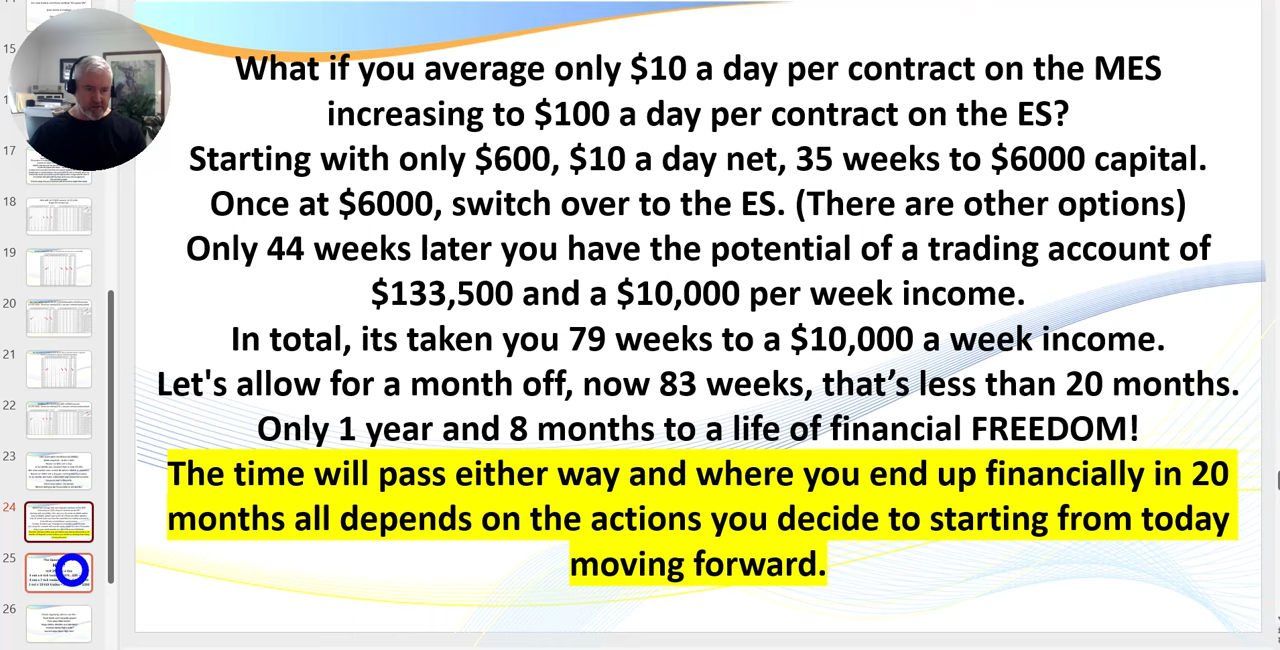 What if you average only $10 a day per contract on the MES
increasing to $100 a day per contract on the ES?
Starting with only $600, $10 a day net, 35 weeks to $6000 capital.
Once at $6000, switch over to the ES. (There are other options)
Only 44 weeks later you have the potential of a trading account of
$133,500 and a $10,000 per week income.
In total, its taken you 79 weeks to a $10,000 a week income.
Let's allow for a month off, now 83 weeks, that’s less than 20 months.
Only 1 year and 8 months to a life of financial FREEDOM!
The time will pass either way and where you end up financially in 20
months all depends on the actions you decide to starting from today
moving forward.
15
17
18
19
20
21
22
23
24
25
26